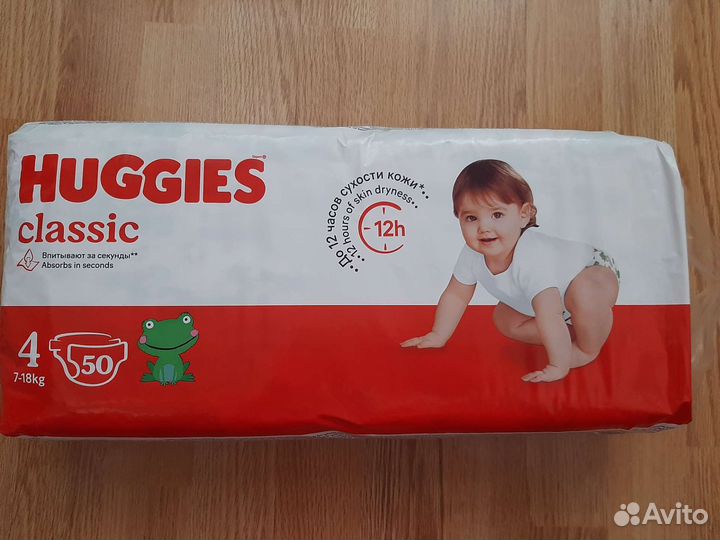 HUGGIES
classic
Впитывают за секунды**
Absorbs in seconds
До 12 часов сухости кожи*
12 hours of skin dryness
12h
4
50
7-18kg
Avito